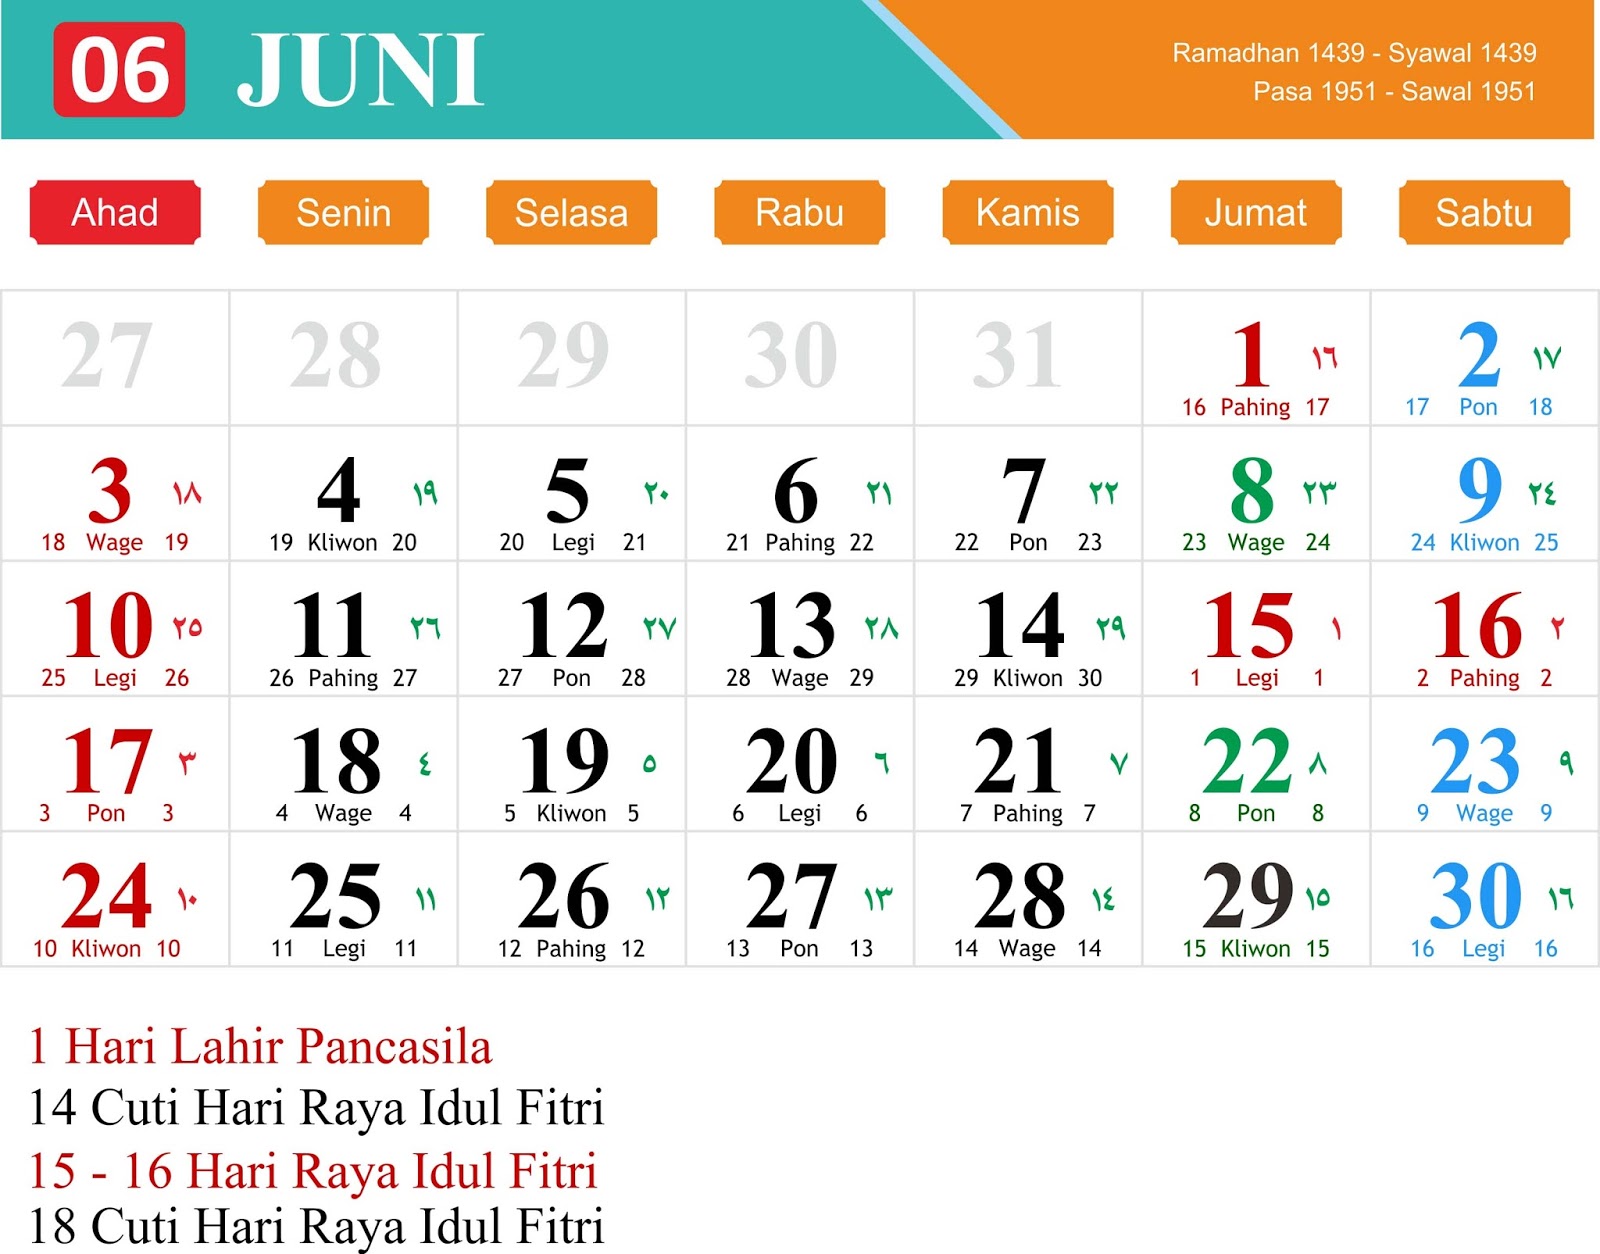 06 JUNI
Ramadhan 1439 - Syawal 1439
Pasa 1951 - Sawal 1951
Ahad Senin Selasa Rabu Kamis Jumat Sabtu
27 28 29 30 31 1 ١٦ 2 ١٧
16 Pahing 17 17 Pon 18
3 ١٨ 4 ١٩ 5 ٢٠ 6 ٢١ 7 ٢٢ 8 ٢٣ 9 ٢٤
18 Wage 19 19 Kliwon 20 20 Legi 21 21 Pahing 22 22 Pon 23 23 Wage 24 24 Kliwon 25
10 ٢٥ 11 ٢٦ 12 ٢٧ 13 ٢٨ 14 ٢٩ 15 ١ 16 ٢
25 Legi 26 26 Pahing 27 27 Pon 28 28 Wage 29 29 Kliwon 30 1 Legi 1 2 Pahing 2
17 ٣ 18 ٤ 19 ٥ 20 ٦ 21 ٧ 22 ٨ 23 ٩
3 Pon 3 4 Wage 4 5 Kliwon 5 6 Legi 6 7 Pahing 7 8 Pon 8 9 Wage 9
24 ١٠ 25 ١١ 26 ١٢ 27 ١٣ 28 ١٤ 29 ١٥ 30 ١٦
10 Kliwon 10 11 Legi 11 12 Pahing 12 13 Pon 13 14 Wage 14 15 Kliwon 15 16 Legi 16
1 Hari Lahir Pancasila
14 Cuti Hari Raya Idul Fitri
15 - 16 Hari Raya Idul Fitri
18 Cuti Hari Raya Idul Fitri